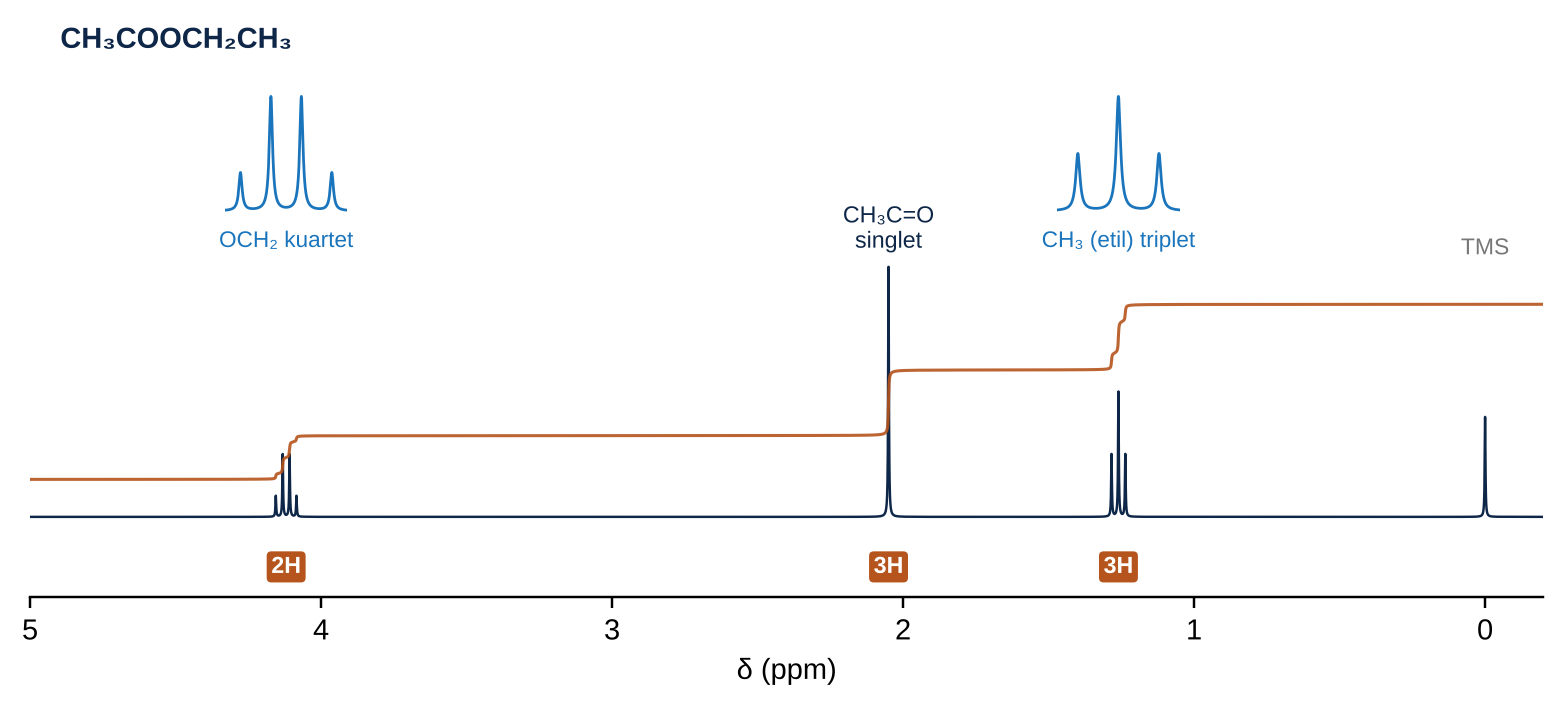 CH₃COOCH₂CH₃
OCH₂ kuartet
CH₃C=O
singlet
CH₃ (etil) triplet
TMS
2H
3H
3H
5
4
3
2
1
0
δ (ppm)